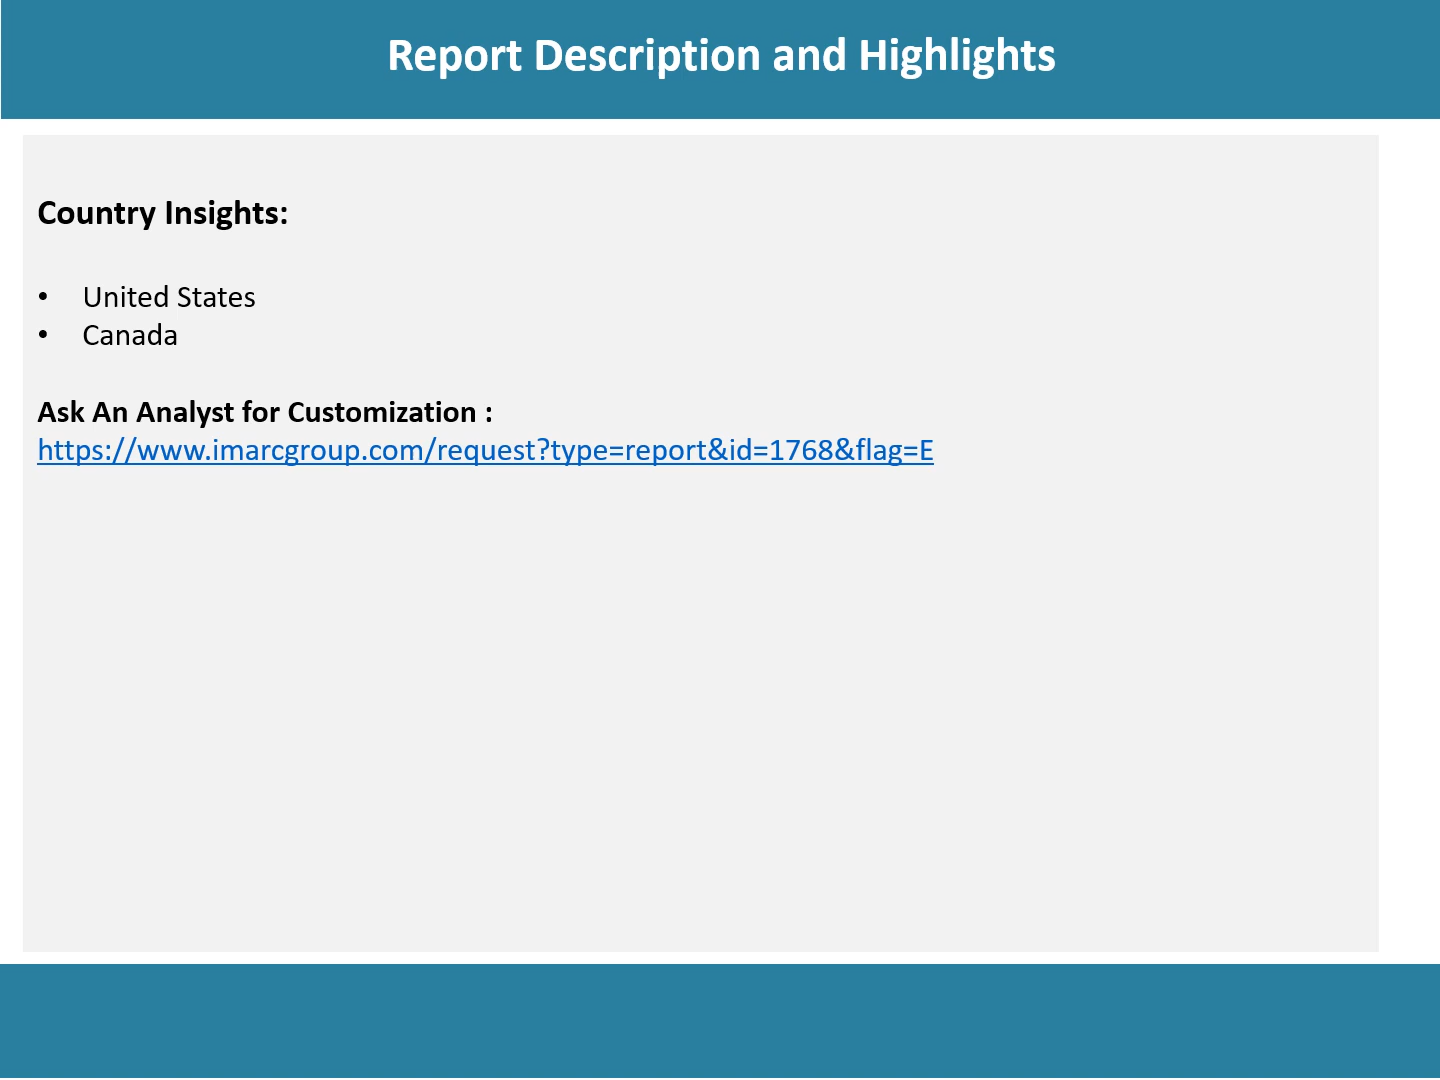 Report Description and Highlights
Country Insights:
• United States
• Canada
Ask An Analyst for Customization :
https://www.imarcgroup.com/request?type=report&id=1768&flag=E